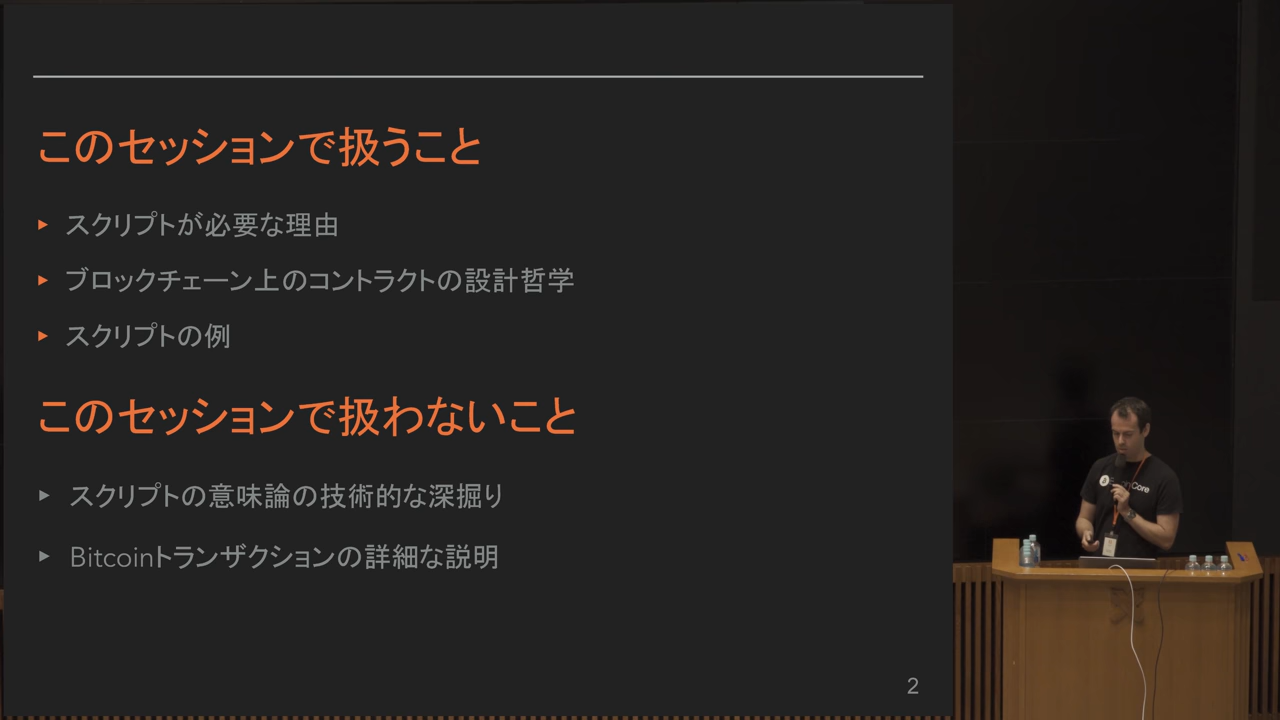 このセッションで扱うこと
▸ スクリプトが必要な理由
▸ ブロックチェーン上のコントラクトの設計哲学
▸ スクリプトの例
このセッションで扱わないこと
▸ スクリプトの意味論の技術的な深掘り
▸ Bitcoinトランザクションの詳細な説明
2
Core